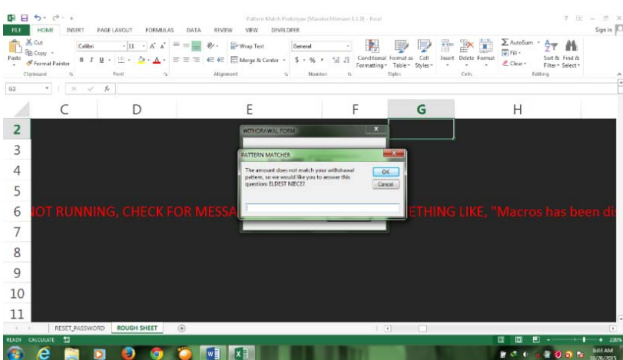 Pattern Match Prototype (Mavako Mission 1.1.3) - Excel
FILE HOME INSERT PAGE LAYOUT FORMULAS DATA REVIEW VIEW DEVELOPER Sign in
Cut Calibri 11 Wrap Text General AutoSum
Copy Fill
Paste Format Painter Merge & Center Conditional Formatting Format as Table Cell Styles Insert Delete Format Clear Sort & Filter Find & Select
Clipboard Font Alignment Number Styles Cells Editing
G2
C D E F G H
2
WITHDRAWAL FORM
3
PATTERN MATCHER
4
The amount does not match your withdrawal pattern, so we would like you to answer this question: ELDEST NIECE?
OK
Cancel
5
6
NOT RUNNING, CHECK FOR MESSA ETHING LIKE, "Macros has been di
7
8
9
10
11
RESET_PASSWORD ROUGH SHEET
READY CALCULATE